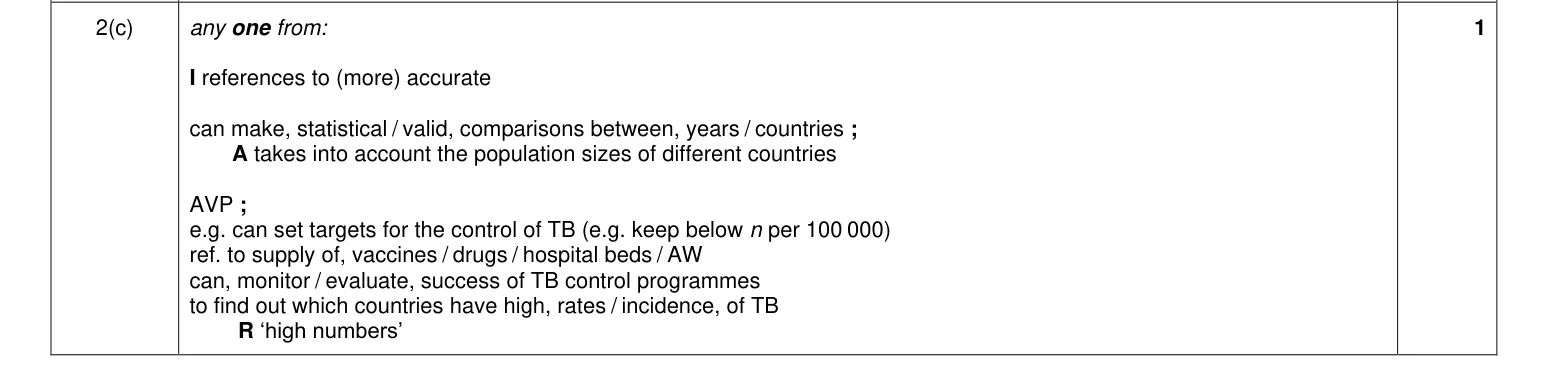 2(c) any one from: 1
I references to (more) accurate
can make, statistical / valid, comparisons between, years / countries ;
A takes into account the population sizes of different countries
AVP ;
e.g. can set targets for the control of TB (e.g. keep below n per 100 000)
ref. to supply of, vaccines / drugs / hospital beds / AW
can, monitor / evaluate, success of TB control programmes
to find out which countries have high, rates / incidence, of TB
R ‘high numbers’